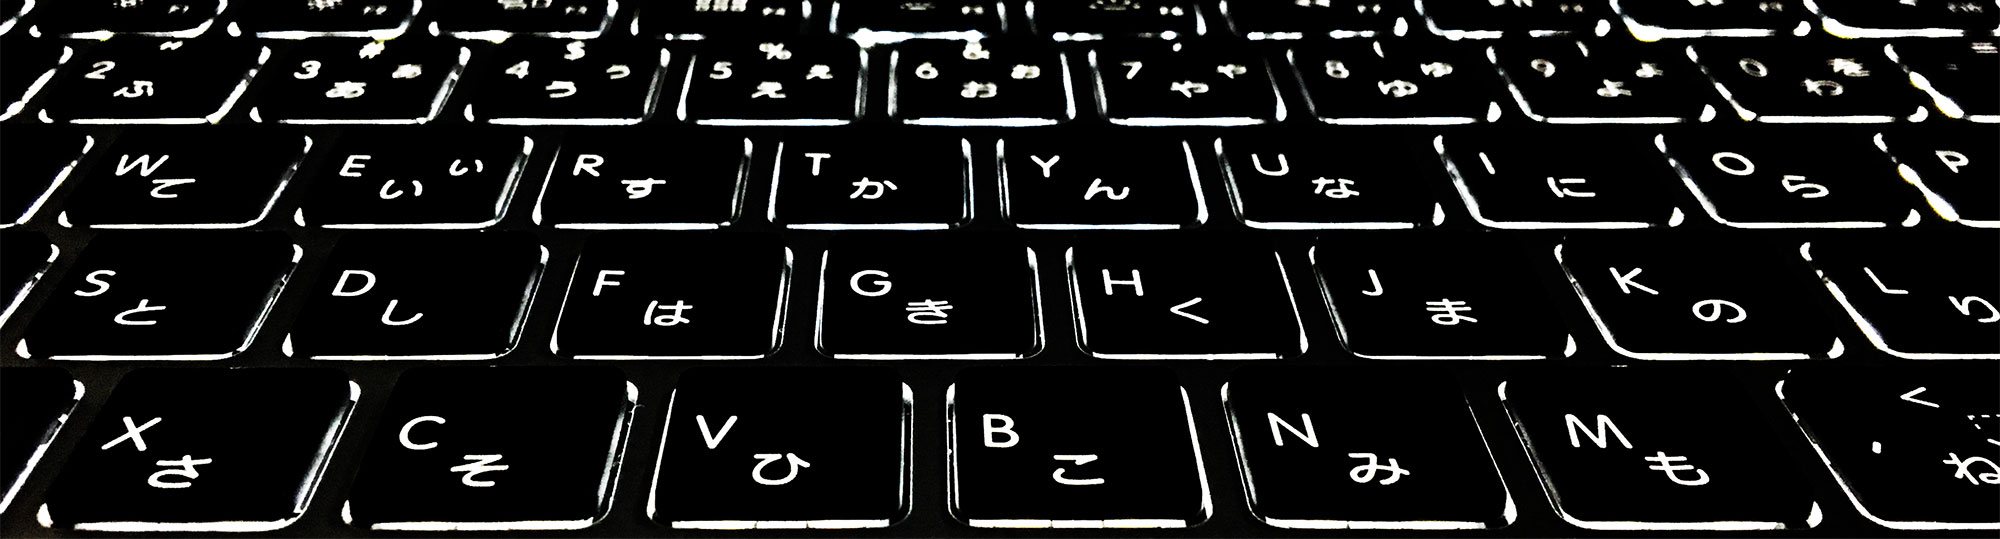 2 " ふ 3 # あ ぁ 4 $ う ぅ 5 % え ぇ 6 & お ぉ 7 ' や ゃ 8 ( ゆ ゅ 9 ) よ ょ 0 わ を
W て E い ぃ R す T か Y ん U な I に O ら P
S と D し F は G き H く J ま K の L り
X さ C そ V ひ B こ N み M も < , ね